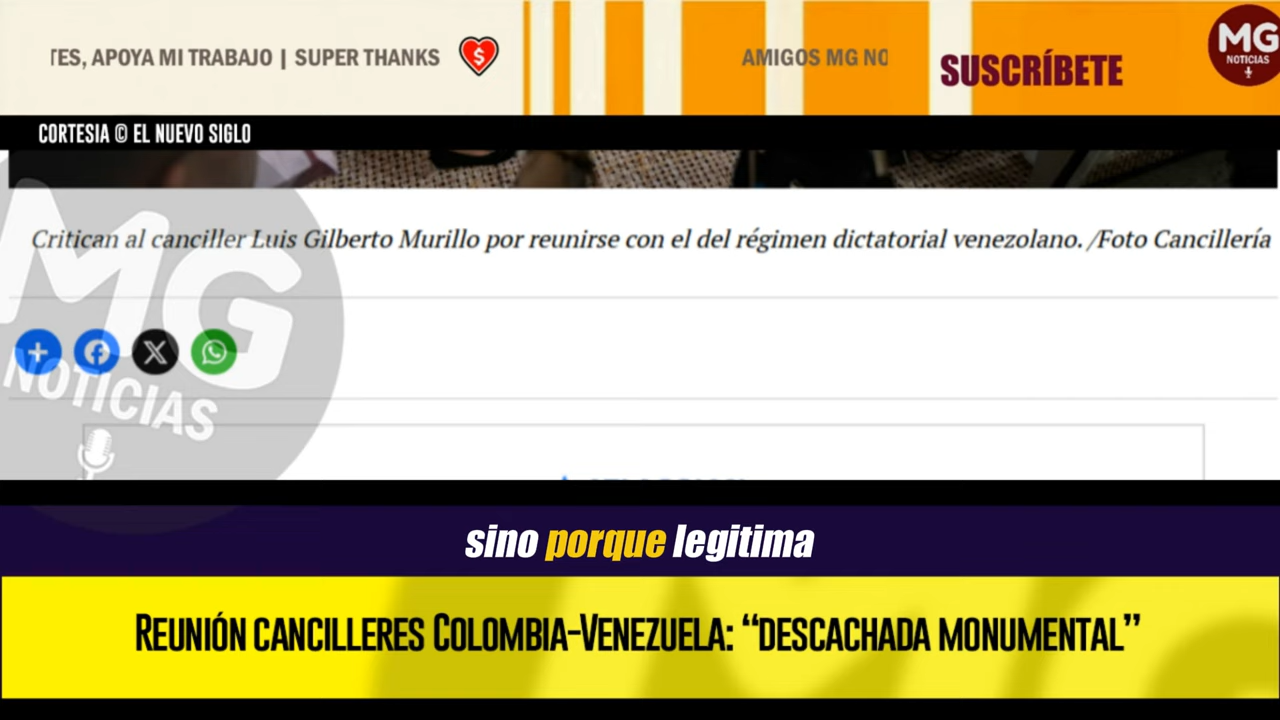 TES, APOYA MI TRABAJO | SUPER THANKS
AMIGOS MG NO
SUSCRÍBETE
MG
NOTICIAS
CORTESIA © EL NUEVO SIGLO
Critican al canciller Luis Gilberto Murillo por reunirse con el del régimen dictatorial venezolano. /Foto Cancillería
MG
NOTICIAS
sino porque legitima
REUNIÓN CANCILLERES COLOMBIA-VENEZUELA: “DESCACHADA MONUMENTAL”